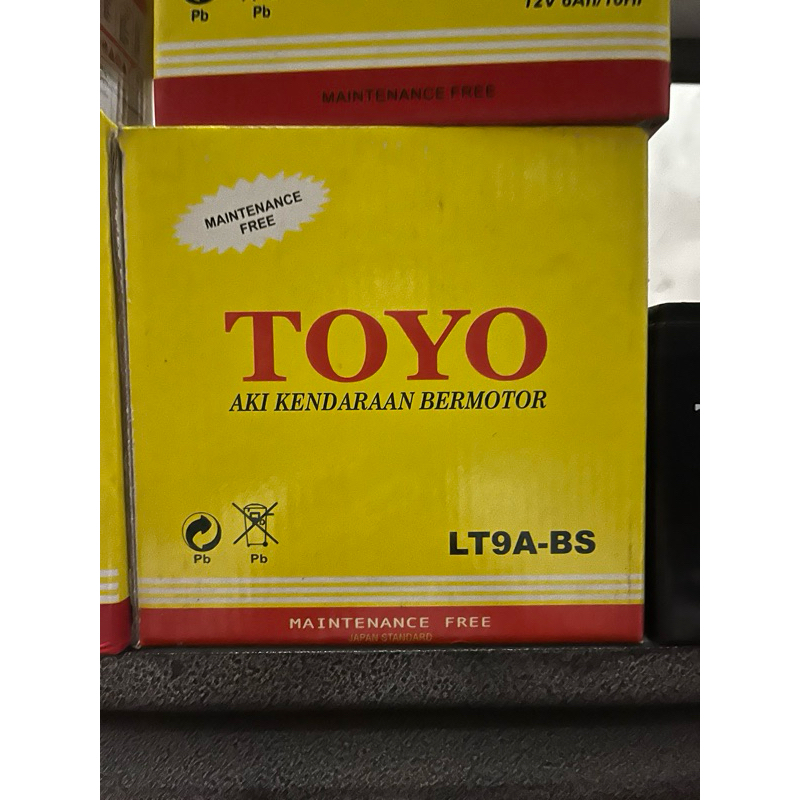 Pb Pb
12V 6Ah/10Hr
MAINTENANCE FREE
MAINTENANCE
FREE
TOYO
AKI KENDARAAN BERMOTOR
Pb Pb
LT9A-BS
MAINTENANCE FREE
JAPAN STANDARD